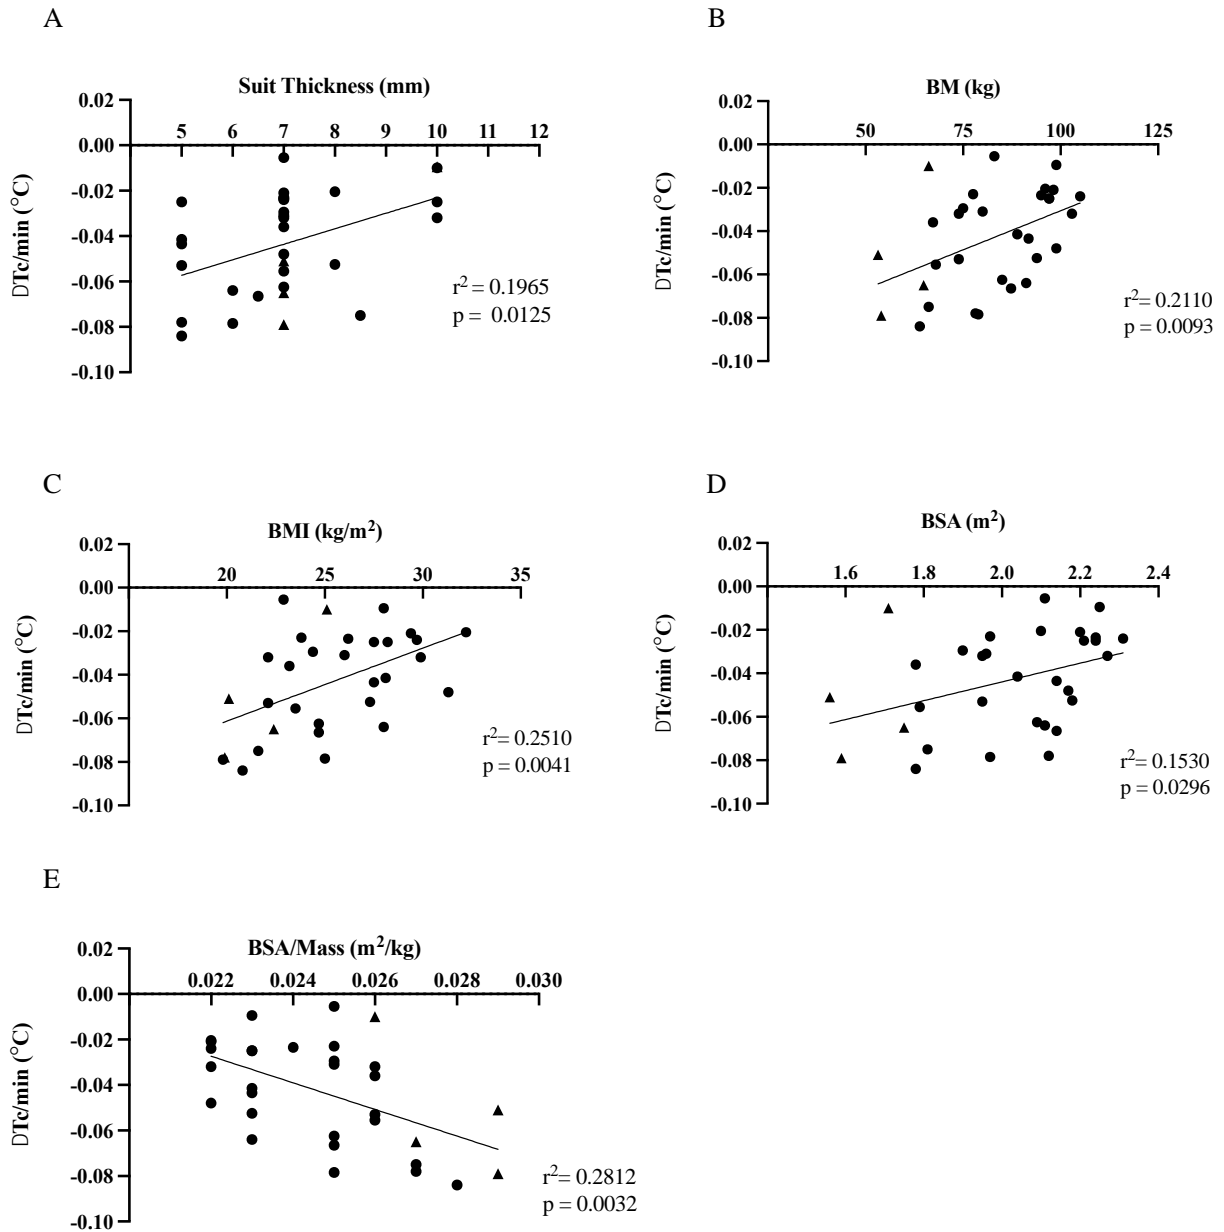 A
Suit Thickness (mm)
0.02
5 6 7 8 9 10 11 12
0.00
-0.02
-0.04
-0.06
-0.08
-0.10
DTc/min (°C)
r² = 0.1965
p = 0.0125
B
BM (kg)
0.02
50 75 100 125
0.00
-0.02
-0.04
-0.06
-0.08
-0.10
DTc/min (°C)
r²= 0.2110
p = 0.0093
C
BMI (kg/m²)
0.02
20 25 30 35
0.00
-0.02
-0.04
-0.06
-0.08
-0.10
DTc/min (°C)
r²= 0.2510
p = 0.0041
D
BSA (m²)
0.02
1.6 1.8 2.0 2.2 2.4
0.00
-0.02
-0.04
-0.06
-0.08
-0.10
DTc/min (°C)
r²= 0.1530
p = 0.0296
E
BSA/Mass (m²/kg)
0.02
0.022 0.024 0.026 0.028 0.030
0.00
-0.02
-0.04
-0.06
-0.08
-0.10
DTc/min (°C)
r²= 0.2812
p = 0.0032